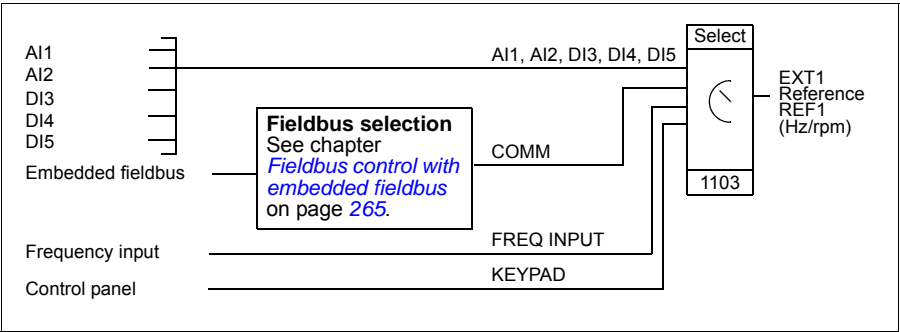 Select
AI1
AI2
DI3
DI4
DI5
AI1, AI2, DI3, DI4, DI5
EXT1
Reference
REF1
(Hz/rpm)
Fieldbus selection
See chapter
Fieldbus control with
embedded fieldbus
on page 265.
Embedded fieldbus
COMM
1103
Frequency input
FREQ INPUT
Control panel
KEYPAD